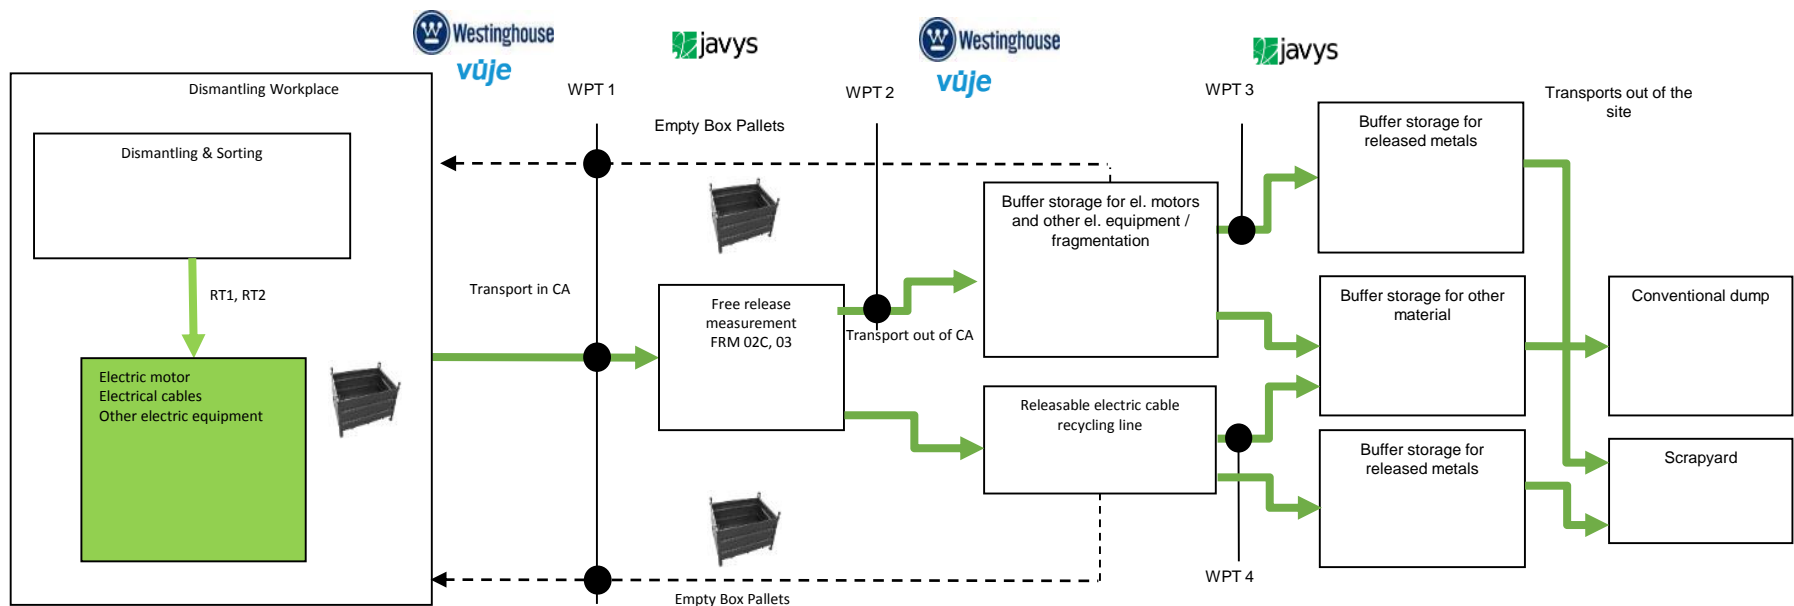 Westinghouse
vúje
javys
Westinghouse
vúje
javys
Dismantling Workplace
WPT 1
WPT 2
WPT 3
Transports out of the
site
Empty Box Pallets
Buffer storage for
released metals
Dismantling & Sorting
Buffer storage for el. motors
and other el. equipment /
fragmentation
RT1, RT2
Transport in CA
Free release
measurement
FRM 02C, 03
Transport out of CA
Buffer storage for other
material
Conventional dump
Electric motor
Electrical cables
Other electric equipment
Releasable electric cable
recycling line
Buffer storage for
released metals
Scrapyard
WPT 4
Empty Box Pallets